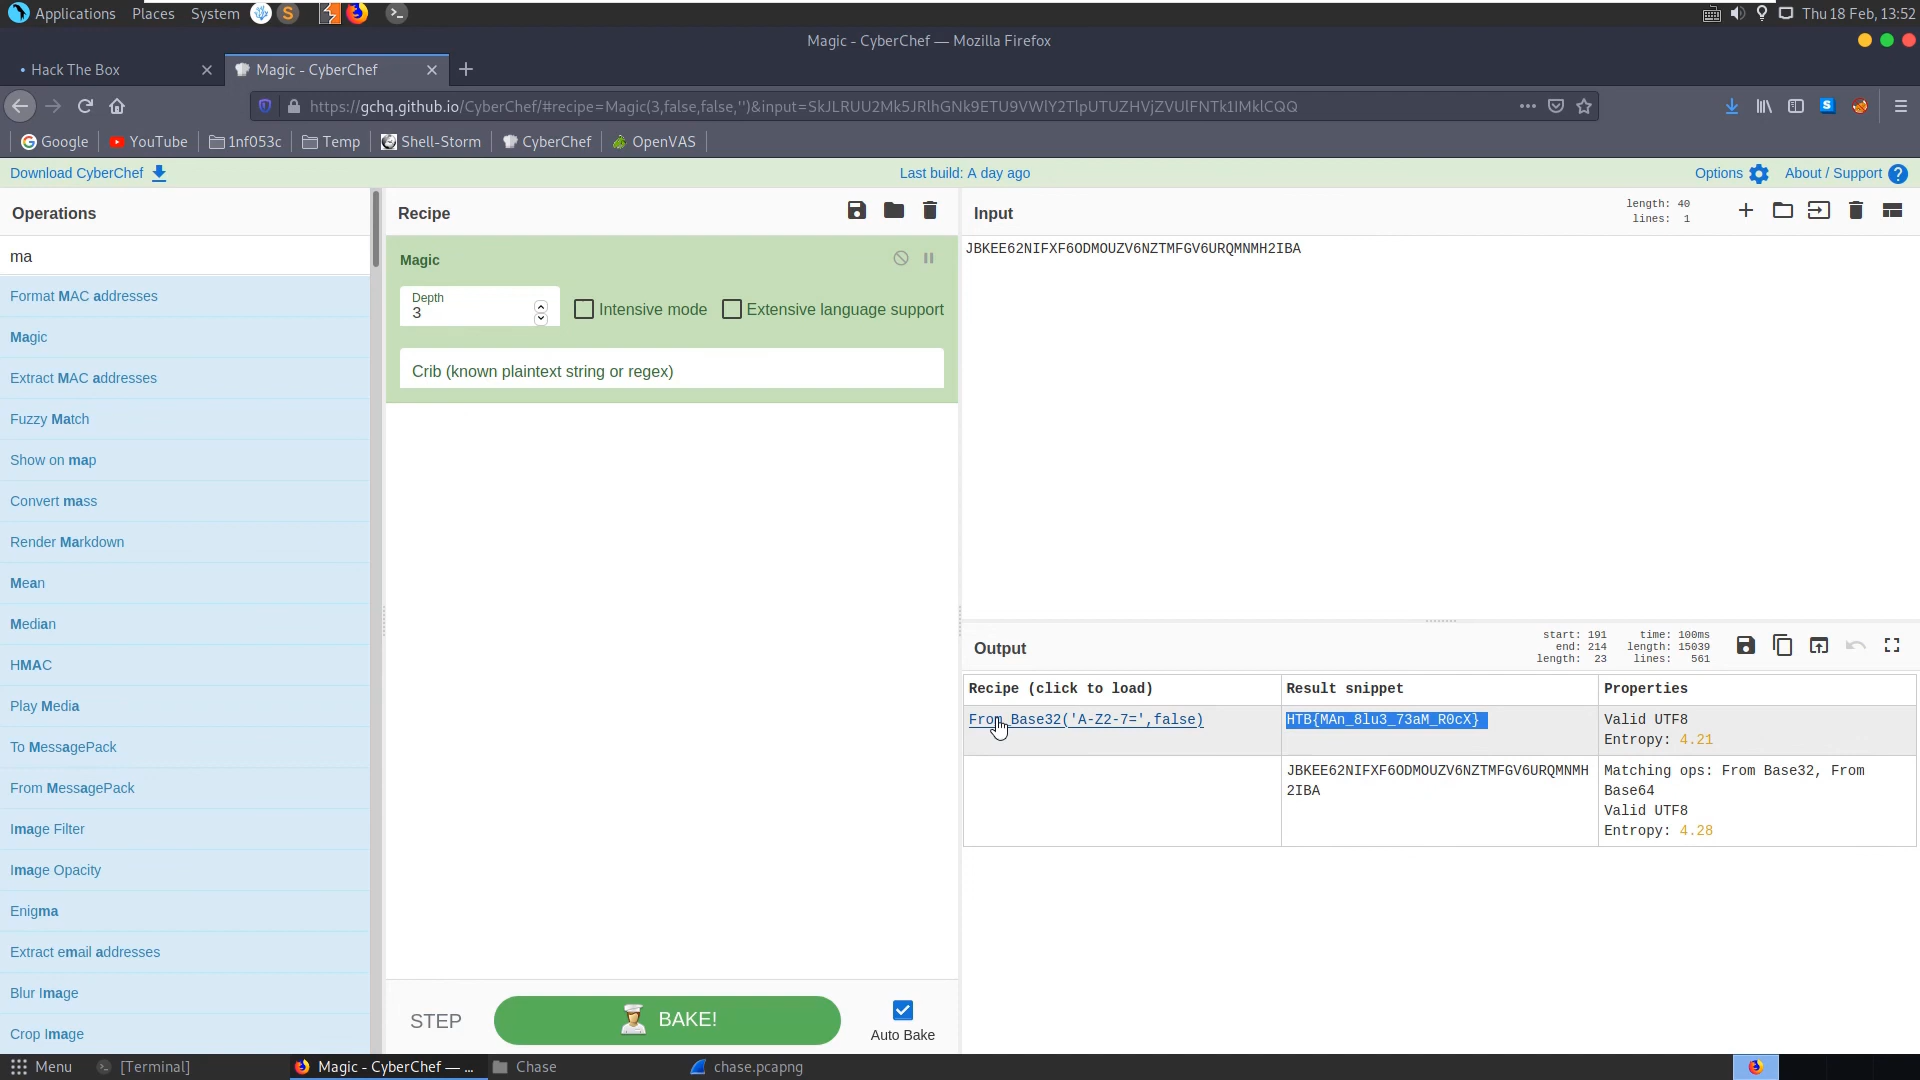 Applications Places System Thu 18 Feb, 13:52
Magic - CyberChef — Mozilla Firefox
Hack The Box
Magic - CyberChef
https://gchq.github.io/CyberChef/#recipe=Magic(3,false,false,'')&input=SkJLRUU2Mk5JRlhGNk9ETU9VWlY2TlpUTUZHVjZVUlFNTk1IMklCQQ
Google YouTube 1nf053c Temp Shell-Storm CyberChef OpenVAS
Download CyberChef
Last build: A day ago
Options
About / Support
Operations
ma
Format MAC addresses
Magic
Extract MAC addresses
Fuzzy Match
Show on map
Convert mass
Render Markdown
Mean
Median
HMAC
Play Media
To MessagePack
From MessagePack
Image Filter
Image Opacity
Enigma
Extract email addresses
Blur Image
Crop Image
Recipe
Magic
Depth
3
Intensive mode
Extensive language support
Crib (known plaintext string or regex)
STEP
BAKE!
Auto Bake
Input
length: 40
lines: 1
JBKEE62NIFXF6ODMOUZV6NZTMFGV6URQMNMH2IBA
Output
start: 191 time: 100ms
end: 214 length: 15039
length: 23 lines: 561
Recipe (click to load) Result snippet Properties
From_Base32('A-Z2-7=',false) HTB{MAn_8lu3_73aM_R0cX} Valid UTF8
Entropy: 4.21
JBKEE62NIFXF6ODMOUZV6NZTMFGV6URQMNMH Matching ops: From Base32, From
2IBA Base64
Valid UTF8
Entropy: 4.28
Menu [Terminal] Magic - CyberChef — ... Chase chase.pcapng